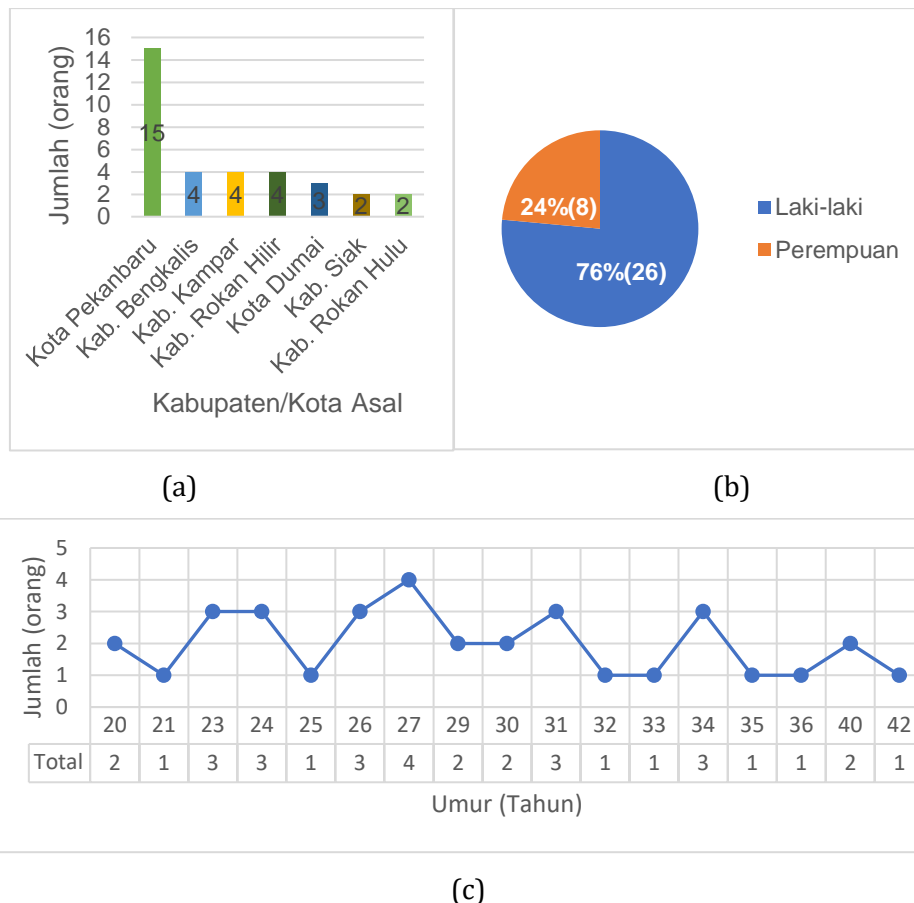 Jumlah (orang)
16
14
12
10
8
6
4
2
0
15
4
4
4
3
2
2
Kota Pekanbaru
Kab. Bengkalis
Kab. Kampar
Kab. Rokan Hilir
Kota Dumai
Kab. Siak
Kab. Rokan Hulu
Kabupaten/Kota Asal
24%(8)
76%(26)
Laki-laki
Perempuan
(a)
(b)
Jumlah (orang)
5
4
3
2
1
0
20 21 23 24 25 26 27 29 30 31 32 33 34 35 36 40 42
Total 2 1 3 3 1 3 4 2 2 3 1 1 3 1 1 2 1
Umur (Tahun)
(c)